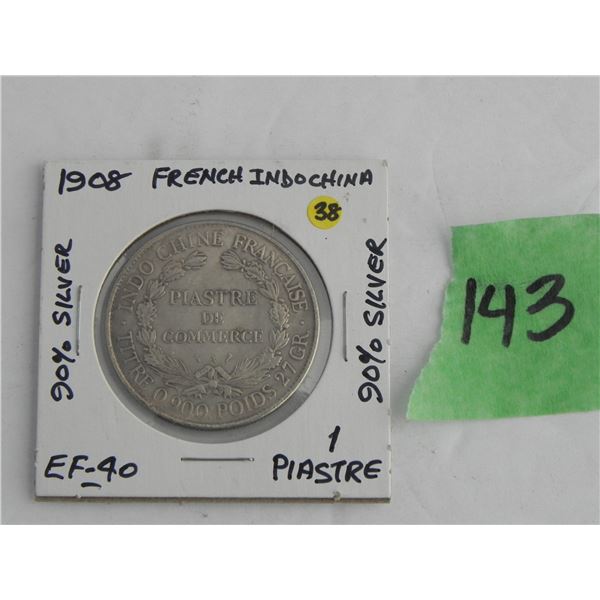 1908 FRENCH INDOCHINA
38
90% SILVER
INDO-CHINE FRANÇAISE
PIASTRE
DE
COMMERCE
TITRE 0.900 POIDS 27 GR.
90% SILVER
EF-40
1
PIASTRE
143